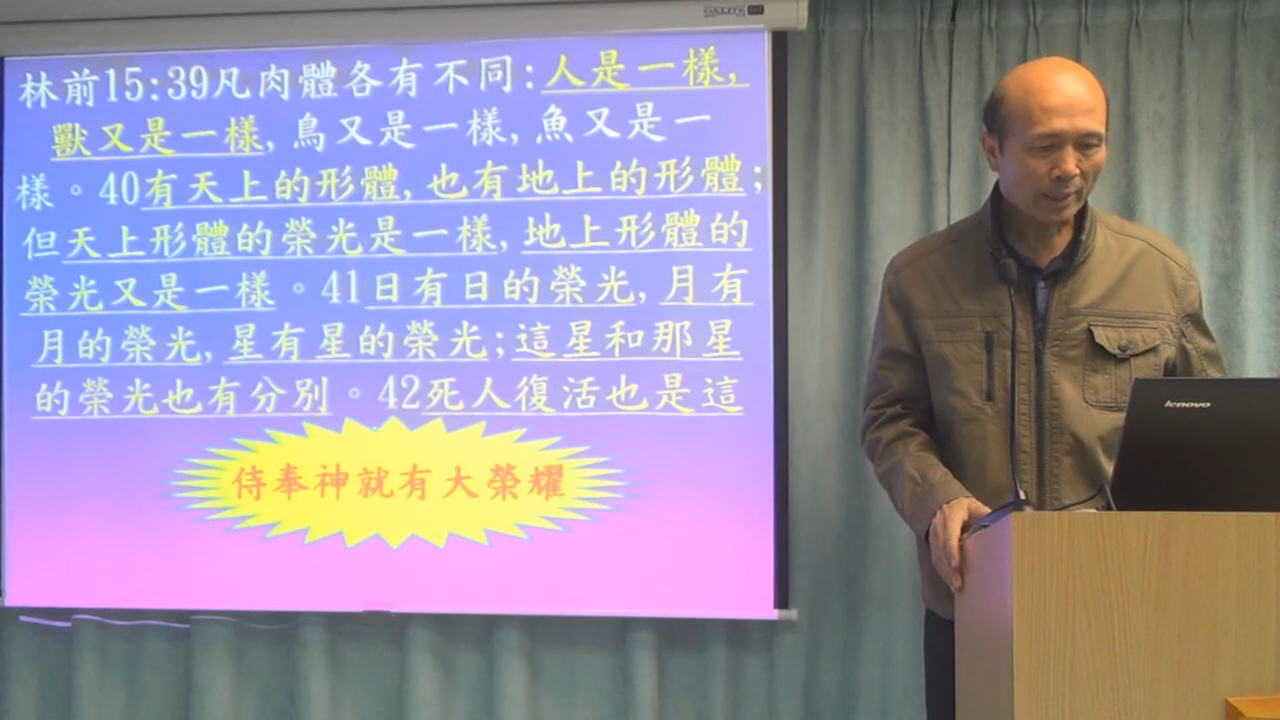 林前15:39凡肉體各有不同:人是一樣,
獸又是一樣,鳥又是一樣,魚又是一
樣。40有天上的形體,也有地上的形體;
但天上形體的榮光是一樣,地上形體的
榮光又是一樣。41日有日的榮光,月有
月的榮光,星有星的榮光;這星和那星
的榮光也有分別。42死人復活也是這
侍奉神就有大榮耀
lenovo